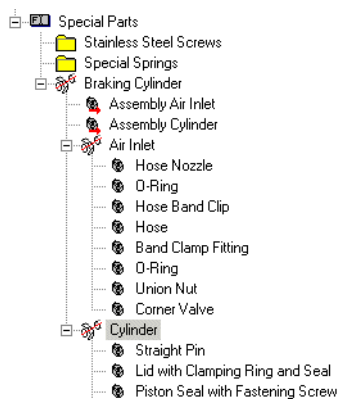 Special Parts
Stainless Steel Screws
Special Springs
Braking Cylinder
Assembly Air Inlet
Assembly Cylinder
Air Inlet
Hose Nozzle
O-Ring
Hose Band Clip
Hose
Band Clamp Fitting
O-Ring
Union Nut
Corner Valve
Cylinder
Straight Pin
Lid with Clamping Ring and Seal
Piston Seal with Fastening Screw